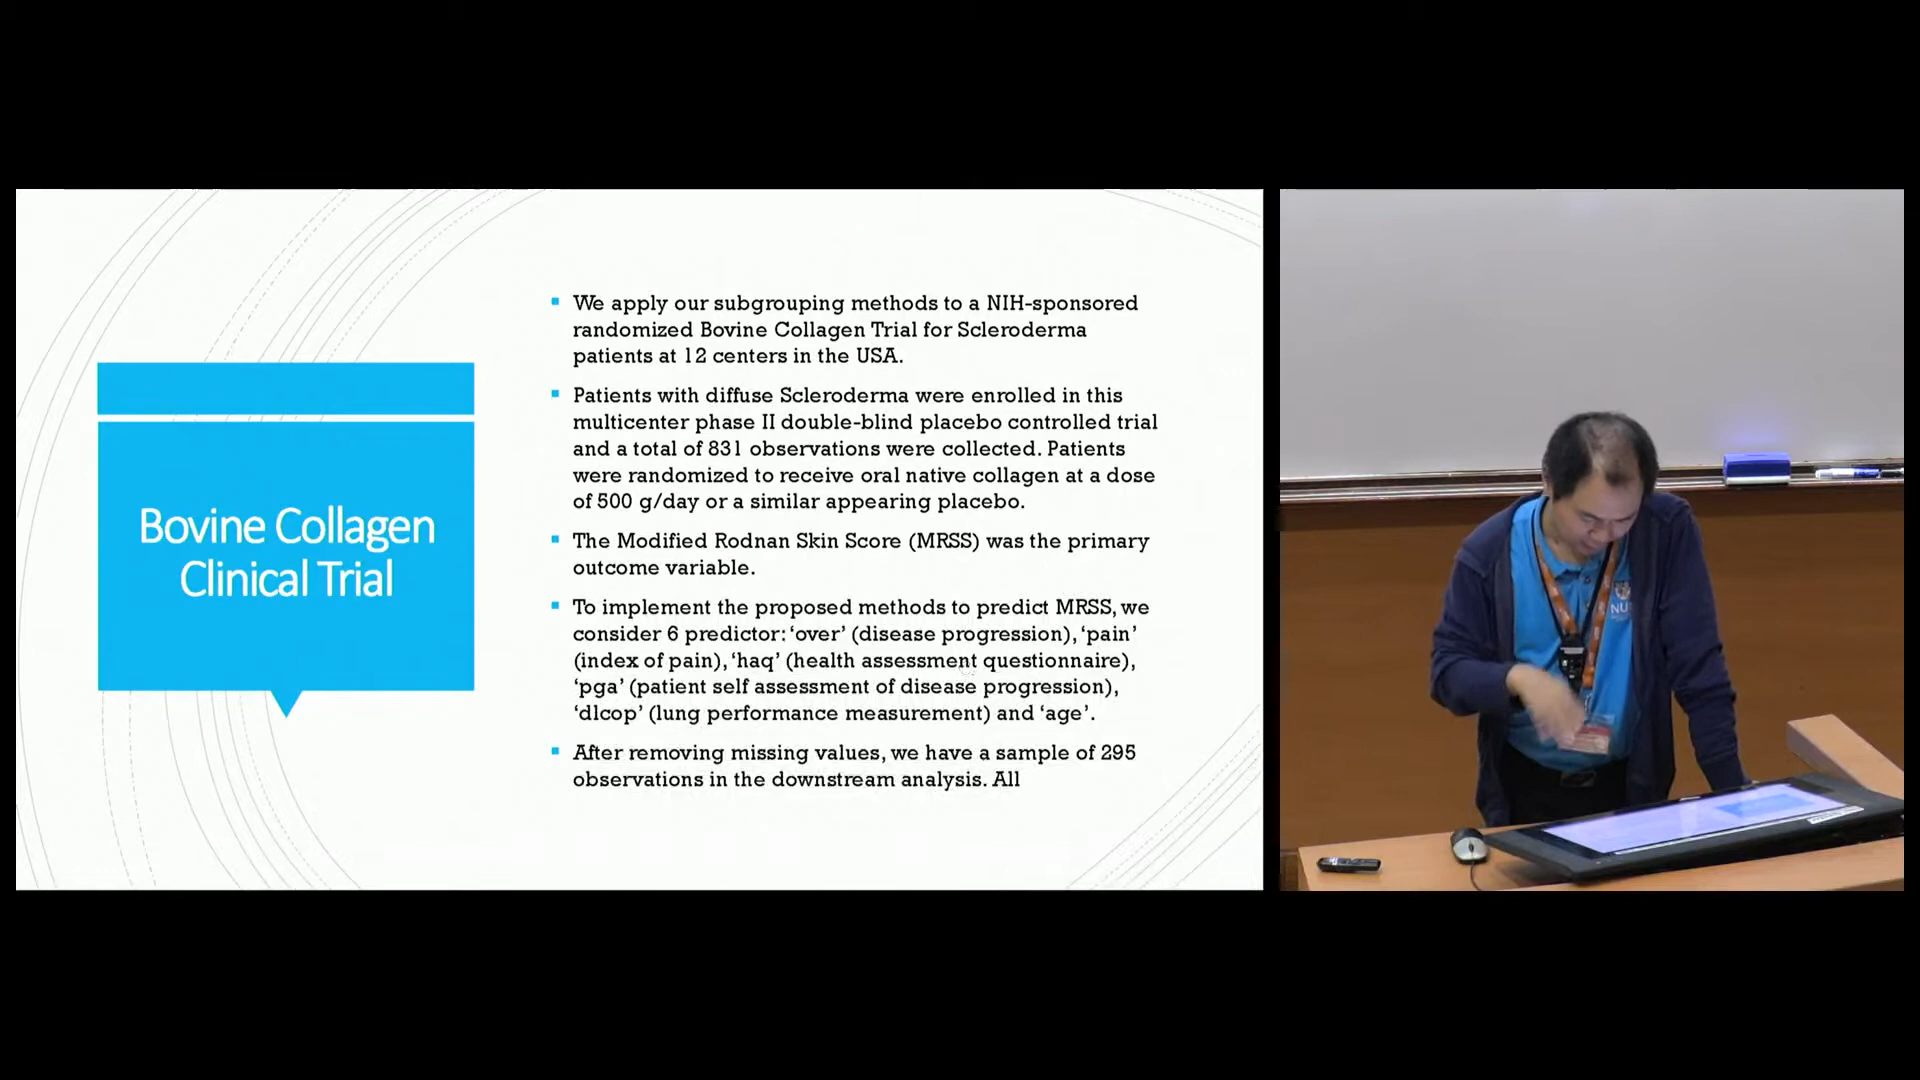 Bovine Collagen
Clinical Trial
We apply our subgrouping methods to a NIH-sponsored
randomized Bovine Collagen Trial for Scleroderma
patients at 12 centers in the USA.
Patients with diffuse Scleroderma were enrolled in this
multicenter phase II double-blind placebo controlled trial
and a total of 831 observations were collected. Patients
were randomized to receive oral native collagen at a dose
of 500 g/day or a similar appearing placebo.
The Modified Rodnan Skin Score (MRSS) was the primary
outcome variable.
To implement the proposed methods to predict MRSS, we
consider 6 predictor: ‘over’ (disease progression), ‘pain’
(index of pain), ‘haq’ (health assessment questionnaire),
‘pga’ (patient self assessment of disease progression),
‘dlcop’ (lung performance measurement) and ‘age’.
After removing missing values, we have a sample of 295
observations in the downstream analysis. All